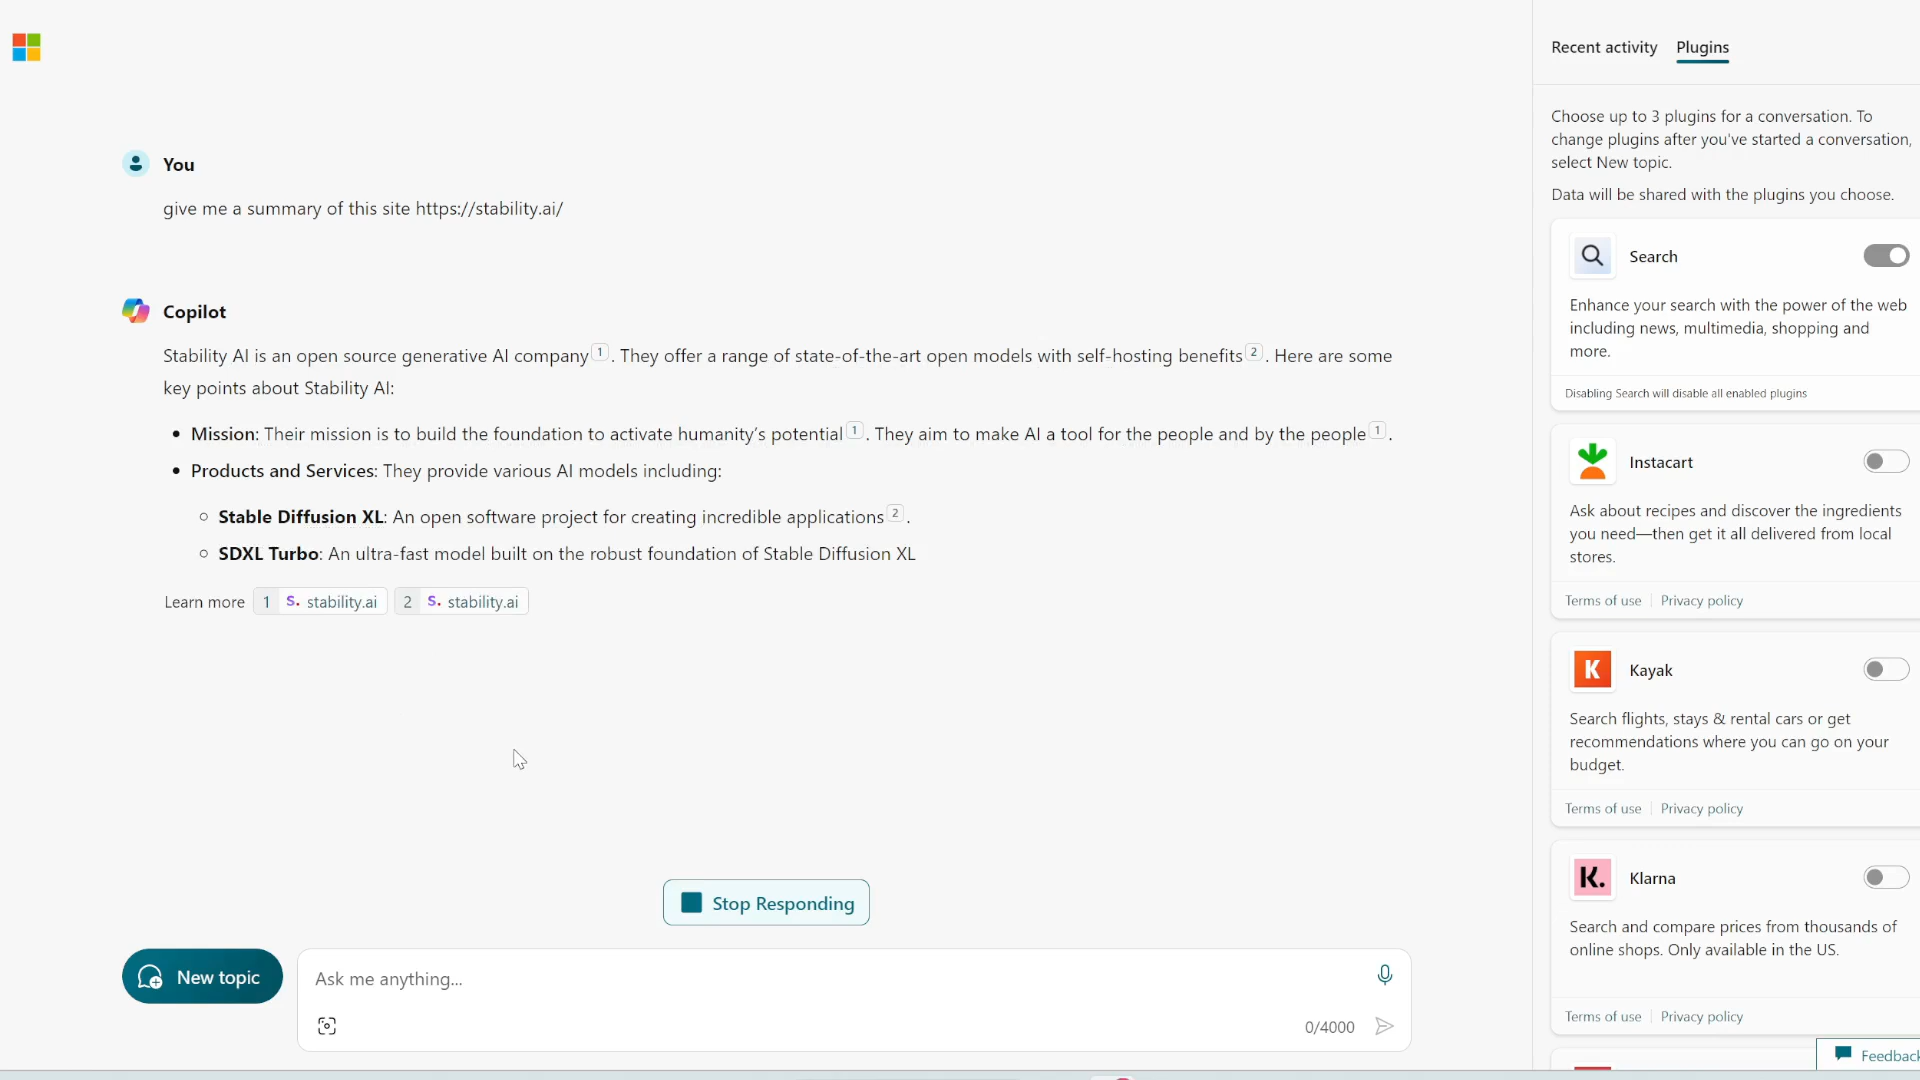 Recent activity Plugins
Choose up to 3 plugins for a conversation. To
change plugins after you've started a conversation,
select New topic.
Data will be shared with the plugins you choose.
You
give me a summary of this site https://stability.ai/
Copilot
Stability AI is an open source generative AI company 1 . They offer a range of state-of-the-art open models with self-hosting benefits 2 . Here are some
key points about Stability AI:
• Mission: Their mission is to build the foundation to activate humanity’s potential 1 . They aim to make AI a tool for the people and by the people 1 .
• Products and Services: They provide various AI models including:
○ Stable Diffusion XL: An open software project for creating incredible applications 2 .
○ SDXL Turbo: An ultra-fast model built on the robust foundation of Stable Diffusion XL
Learn more 1 S. stability.ai 2 S. stability.ai
Stop Responding
New topic
Ask me anything...
0/4000
Search
Enhance your search with the power of the web
including news, multimedia, shopping and
more.
Disabling Search will disable all enabled plugins
Instacart
Ask about recipes and discover the ingredients
you need—then get it all delivered from local
stores.
Terms of use Privacy policy
K Kayak
Search flights, stays & rental cars or get
recommendations where you can go on your
budget.
Terms of use Privacy policy
K. Klarna
Search and compare prices from thousands of
online shops. Only available in the US.
Terms of use Privacy policy
Feedback